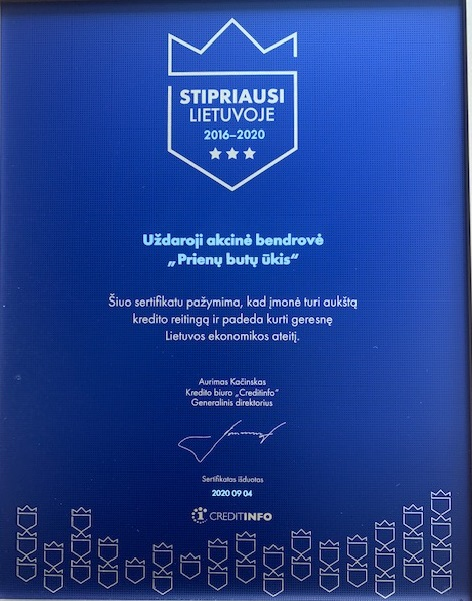 STIPRIAUSI
LIETUVOJE
2016–2020
Uždaroji akcinė bendrovė
„Prienų butų ūkis“
Šiuo sertifikatu pažymima, kad įmonė turi aukštą
kredito reitingą ir padeda kurti geresnę
Lietuvos ekonomikos ateitį.
Aurimas Kačinskas
Kredito biuro „Creditinfo“
Generalinis direktorius
Sertifikatas išduotas
2020 09 04
CREDITINFO